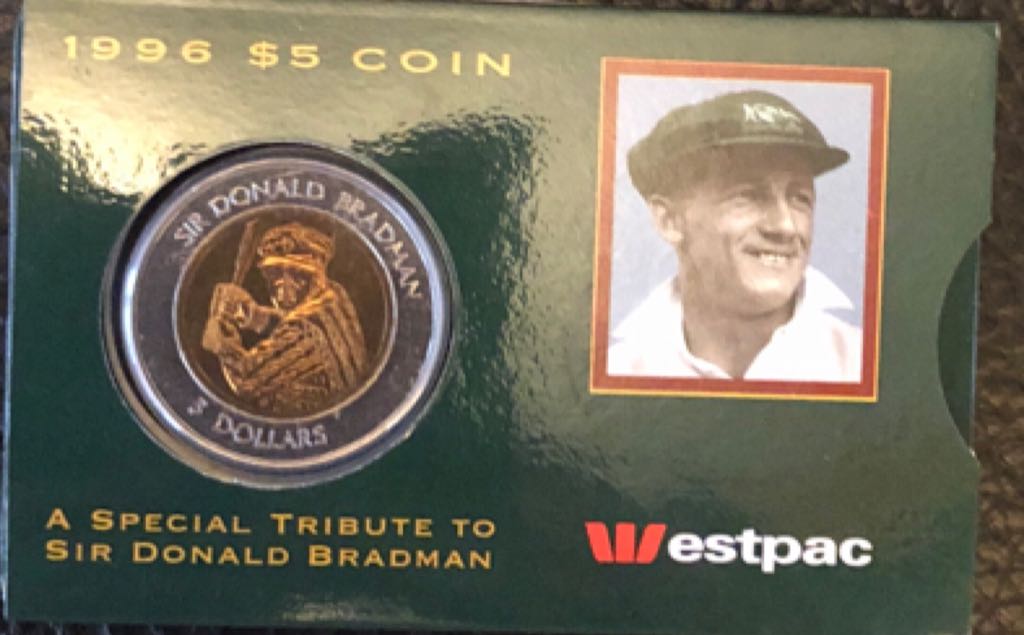 1996 $5 COIN
SIR DONALD BRADMAN
5 DOLLARS
A SPECIAL TRIBUTE TO
SIR DONALD BRADMAN
Westpac